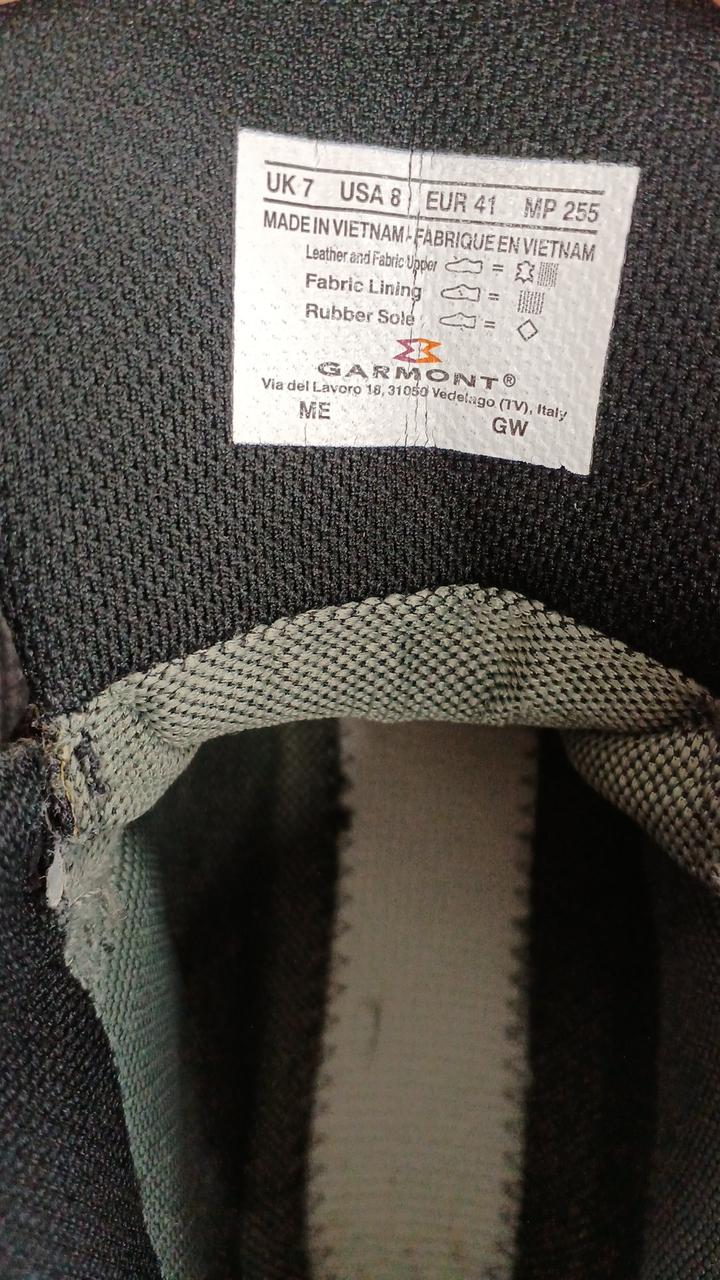 UK 7 USA 8 EUR 41 MP 255
MADE IN VIETNAM - FABRIQUE EN VIETNAM
Leather and Fabric Upper =
Fabric Lining =
Rubber Sole =
GARMONT®
Via del Lavoro 18, 31050 Vedelago (TV), Italy
ME GW